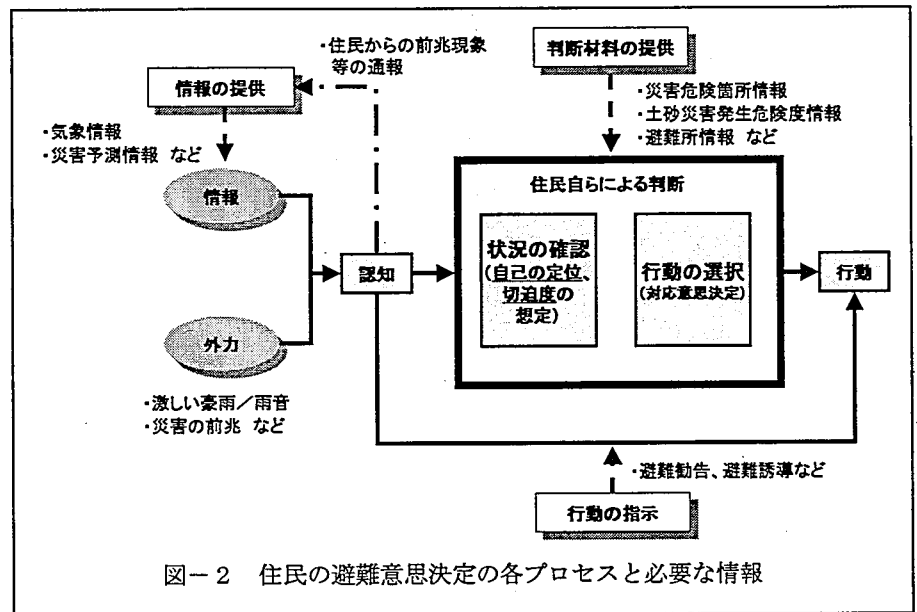 ・住民からの前兆現象
等の通報
判断材料の提供
情報の提供
・災害危険箇所情報
・土砂災害発生危険度情報
・避難所情報 など
・気象情報
・災害予測情報 など
住民自らによる判断
情報
状況の確認
(自己の定位、
切迫度の
想定)
行動の選択
(対応意思決定)
認知
行動
外力
・激しい豪雨／雨音
・災害の前兆 など
・避難勧告、避難誘導など
行動の指示
図－2 住民の避難意思決定の各プロセスと必要な情報